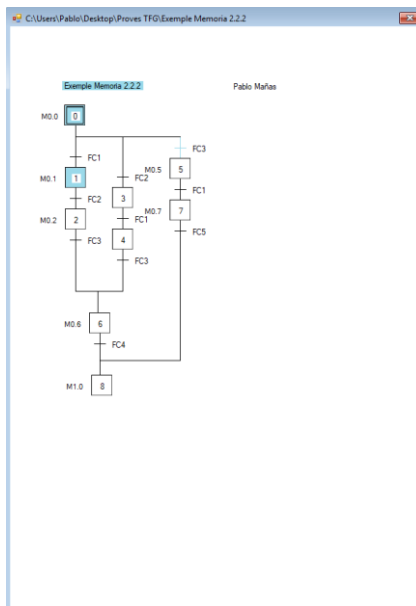 C:\Users\Pablo\Desktop\Proves TFG\Exemple Memoria 2.2.2
Exemple Memoria 2.2.2
Pablo Mañas
M0.0 0
FC1 FC3
M0.1 1 FC2 M0.5 5
FC2 3 FC1
M0.2 2 FC1 M0.7 7
FC3 4 FC5
FC3
M0.6 6
FC4
M1.0 8